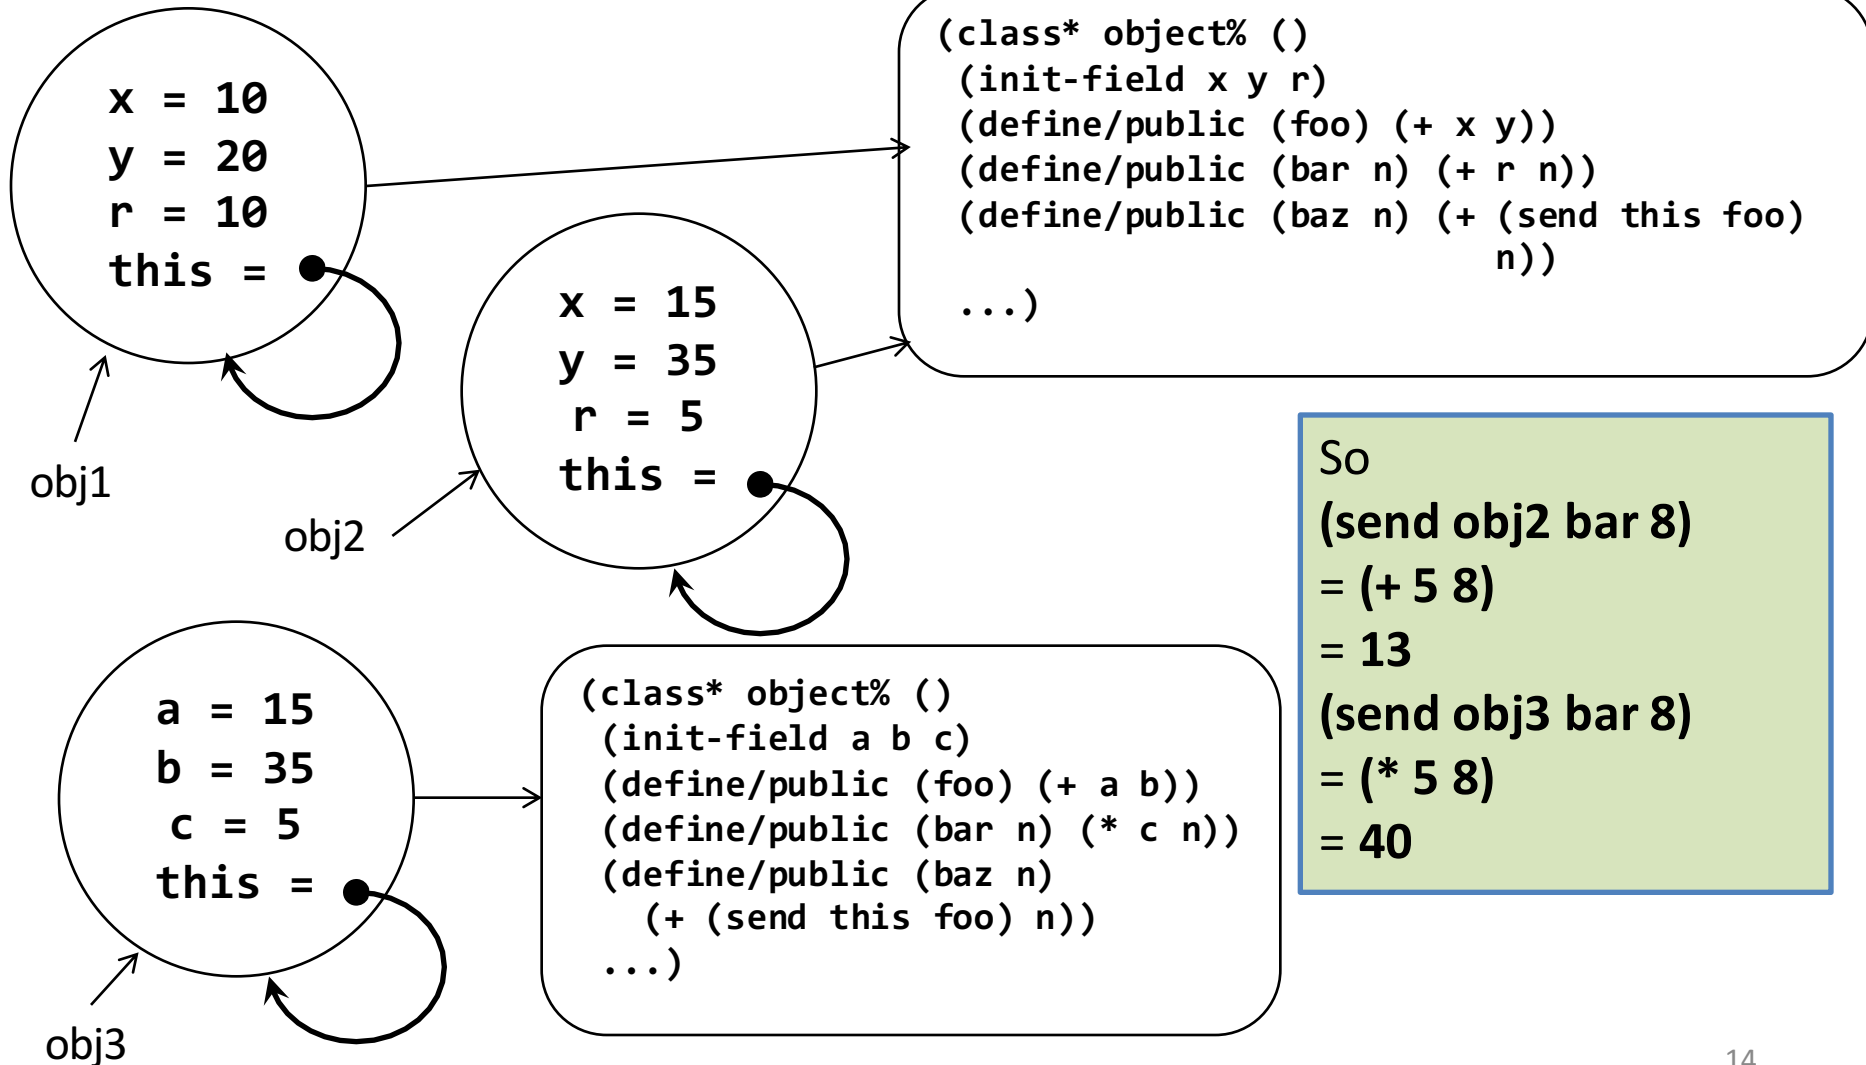 x = 10
y = 20
r = 10
this =
obj1
(class* object% ()
(init-field x y r)
(define/public (foo) (+ x y))
(define/public (bar n) (+ r n))
(define/public (baz n) (+ (send this foo)
n))
...)
x = 15
y = 35
r = 5
this =
obj2
a = 15
b = 35
c = 5
this =
obj3
(class* object% ()
(init-field a b c)
(define/public (foo) (+ a b))
(define/public (bar n) (* c n))
(define/public (baz n)
(+ (send this foo) n))
...)
So
(send obj2 bar 8)
= (+ 5 8)
= 13
(send obj3 bar 8)
= (* 5 8)
= 40
14